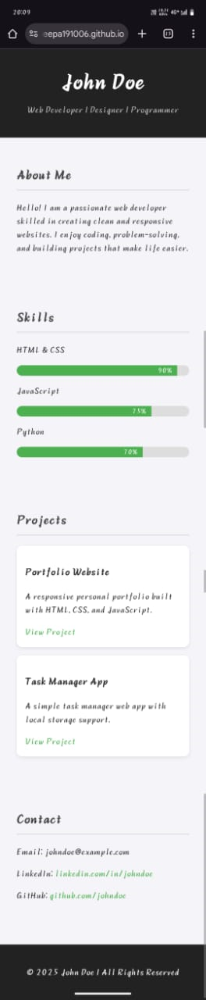 20:09
4G+
eepa191006.github.io
John Doe
Web Developer | Designer | Programmer
About Me
Hello! I am a passionate web developer
skilled in creating clean and responsive
websites. I enjoy coding, problem-solving,
and building projects that make life easier.
Skills
HTML & CSS
90%
JavaScript
75%
Python
70%
Projects
Portfolio Website
A responsive personal portfolio built
with HTML, CSS, and JavaScript.
View Project
Task Manager App
A simple task manager web app with
local storage support.
View Project
Contact
Email: johndoe@example.com
LinkedIn: linkedin.com/in/johndoe
GitHub: github.com/johndoe
© 2025 John Doe | All Rights Reserved